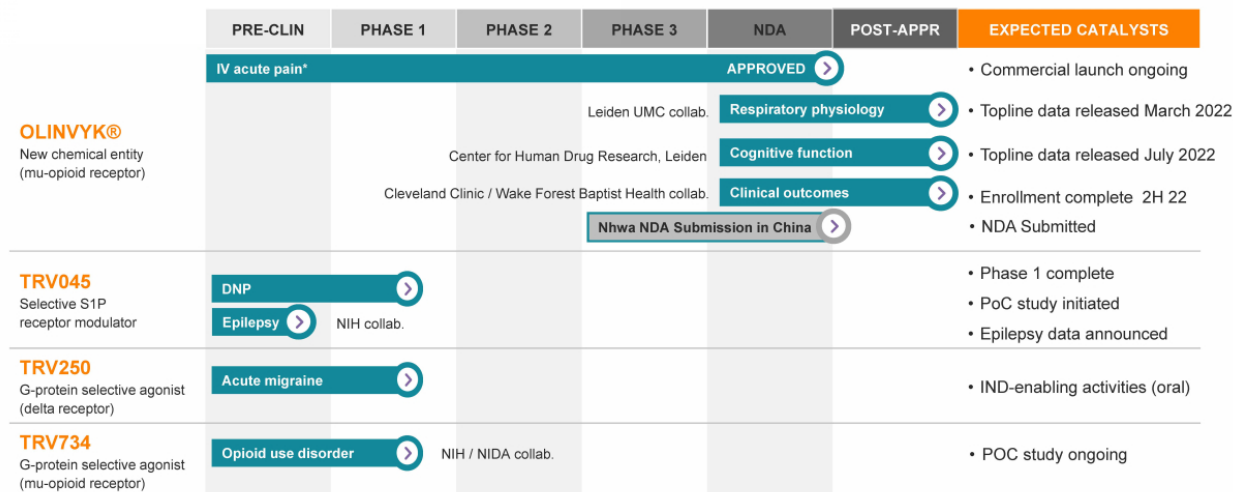 PRE-CLIN PHASE 1 PHASE 2 PHASE 3 NDA POST-APPR EXPECTED CATALYSTS
OLINVYK®
New chemical entity
(mu-opioid receptor)
IV acute pain* APPROVED
• Commercial launch ongoing
Leiden UMC collab. Respiratory physiology
• Topline data released March 2022
Center for Human Drug Research, Leiden Cognitive function
• Topline data released July 2022
Cleveland Clinic / Wake Forest Baptist Health collab. Clinical outcomes
• Enrollment complete 2H 22
Nhwa NDA Submission in China
• NDA Submitted
TRV045
Selective S1P
receptor modulator
DNP
Epilepsy NIH collab.
• Phase 1 complete
• PoC study initiated
• Epilepsy data announced
TRV250
G-protein selective agonist
(delta receptor)
Acute migraine
• IND-enabling activities (oral)
TRV734
G-protein selective agonist
(mu-opioid receptor)
Opioid use disorder NIH / NIDA collab.
• POC study ongoing